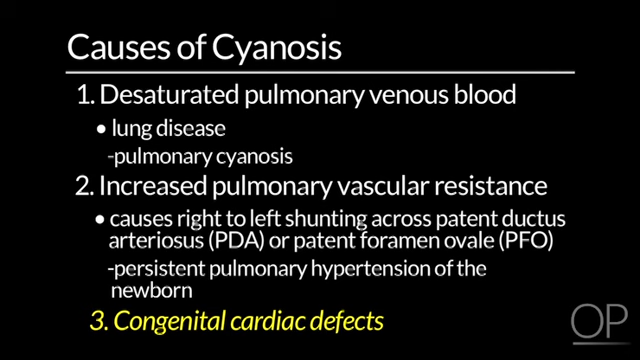 Causes of Cyanosis
1. Desaturated pulmonary venous blood
• lung disease
-pulmonary cyanosis
2. Increased pulmonary vascular resistance
• causes right to left shunting across patent ductus
arteriosus (PDA) or patent foramen ovale (PFO)
-persistent pulmonary hypertension of the
newborn
3. Congenital cardiac defects
OP